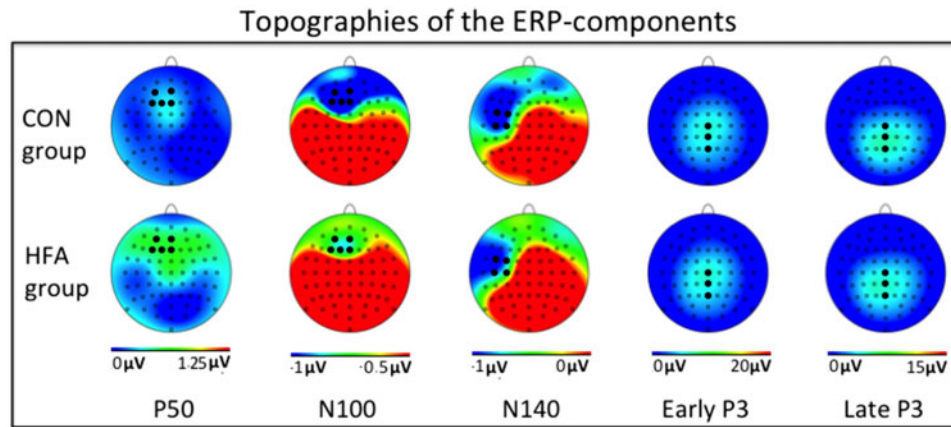 Topographies of the ERP-components
CON
group
HFA
group
0µV 1·25µV
-1µV -0.5µV
-1µV 0µV
0µV 20µV
0µV 15µV
P50 N100 N140 Early P3 Late P3